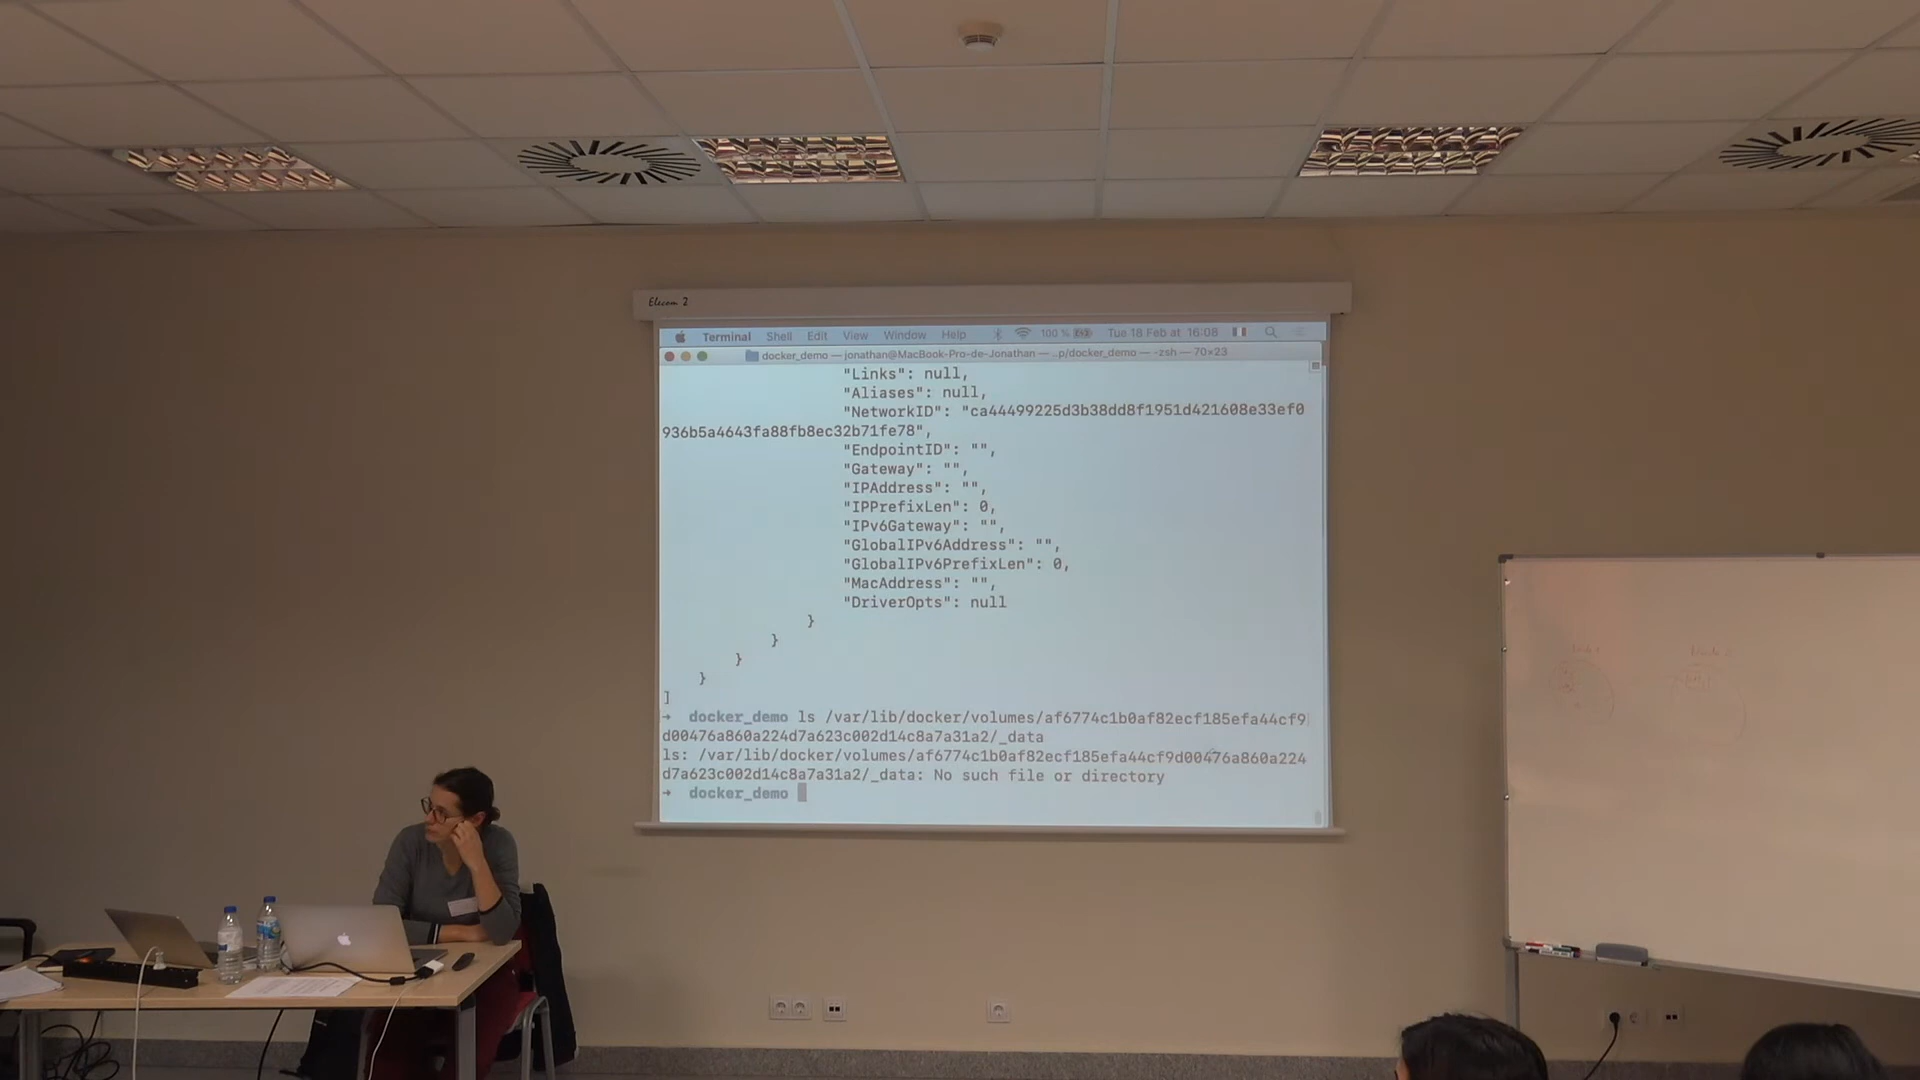 Elecom 2
Terminal Shell Edit View Window Help 100 % Tue 18 Feb at 16:08
docker_demo — jonathan@MacBook-Pro-de-Jonathan — ..p/docker_demo — -zsh — 70×23
"Links": null,
"Aliases": null,
"NetworkID": "ca44499225d3b38dd8f1951d421608e33ef0
936b5a4643fa88fb8ec32b71fe78",
"EndpointID": "",
"Gateway": "",
"IPAddress": "",
"IPPrefixLen": 0,
"IPv6Gateway": "",
"GlobalIPv6Address": "",
"GlobalIPv6PrefixLen": 0,
"MacAddress": "",
"DriverOpts": null
}
}
}
}
]
→ docker_demo ls /var/lib/docker/volumes/af6774c1b0af82ecf185efa44cf9
d00476a860a224d7a623c002d14c8a7a31a2/_data
ls: /var/lib/docker/volumes/af6774c1b0af82ecf185efa44cf9d00476a860a224
d7a623c002d14c8a7a31a2/_data: No such file or directory
→ docker_demo